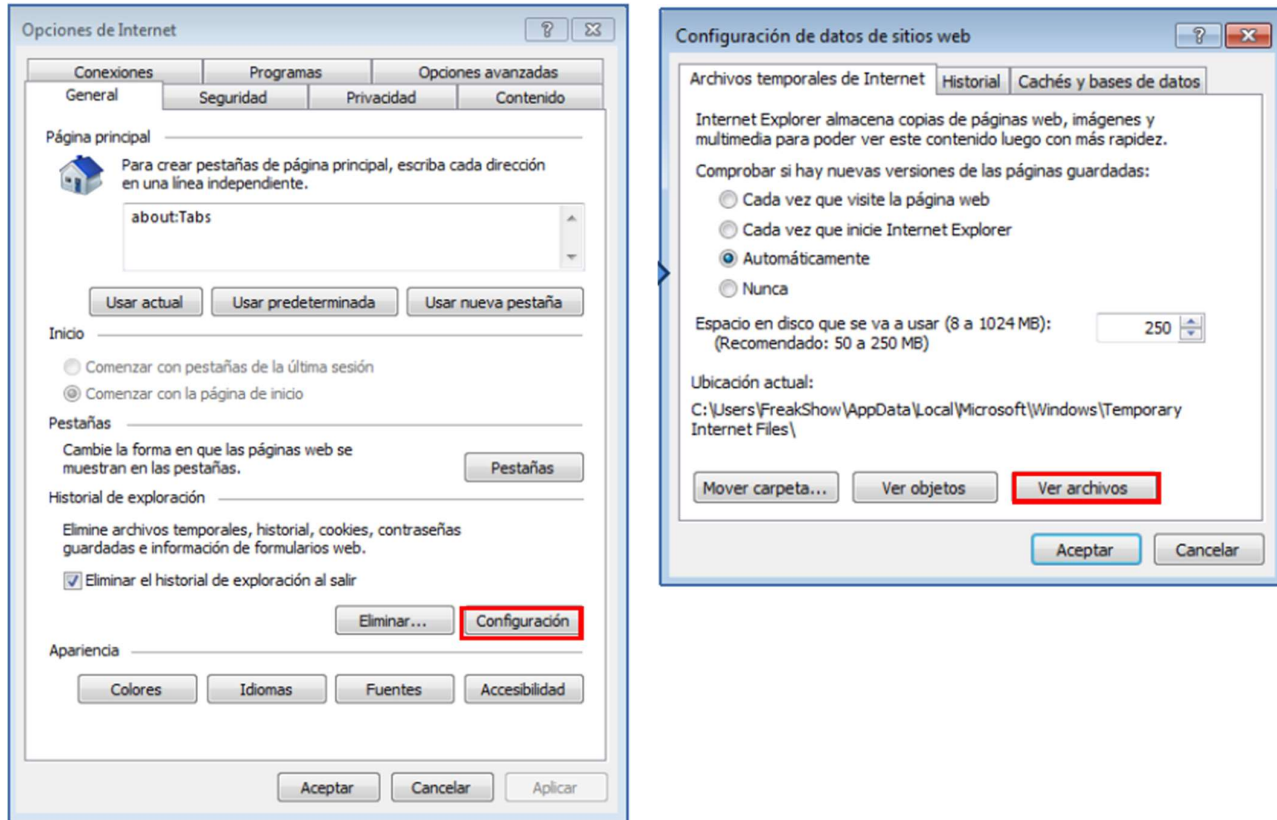 Opciones de Internet
Conexiones Programas Opciones avanzadas
General Seguridad Privacidad Contenido
Página principal
Para crear pestañas de página principal, escriba cada dirección
en una línea independiente.
about:Tabs
Usar actual Usar predeterminada Usar nueva pestaña
Inicio
Comenzar con pestañas de la última sesión
Comenzar con la página de inicio
Pestañas
Cambie la forma en que las páginas web se
muestran en las pestañas.
Pestañas
Historial de exploración
Elimine archivos temporales, historial, cookies, contraseñas
guardadas e información de formularios web.
Eliminar el historial de exploración al salir
Eliminar... Configuración
Apariencia
Colores Idiomas Fuentes Accesibilidad
Aceptar Cancelar Aplicar
Configuración de datos de sitios web
Archivos temporales de Internet Historial Cachés y bases de datos
Internet Explorer almacena copias de páginas web, imágenes y
multimedia para poder ver este contenido luego con más rapidez.
Comprobar si hay nuevas versiones de las páginas guardadas:
Cada vez que visite la página web
Cada vez que inicie Internet Explorer
Automáticamente
Nunca
Espacio en disco que se va a usar (8 a 1024 MB): 250
(Recomendado: 50 a 250 MB)
Ubicación actual:
C:\Users\FreakShow\AppData\Local\Microsoft\Windows\Temporary
Internet Files\
Mover carpeta... Ver objetos Ver archivos
Aceptar Cancelar